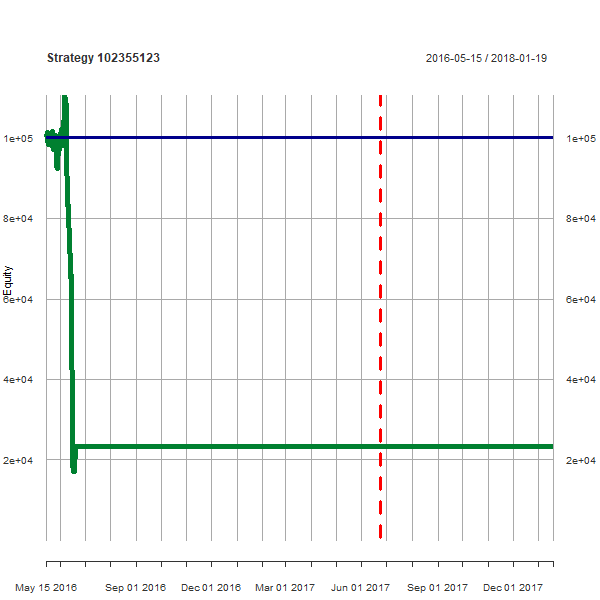 Strategy 102355123 2016-05-15 / 2018-01-19
1e+05 1e+05
8e+04 8e+04
Equity
6e+04 6e+04
4e+04 4e+04
2e+04 2e+04
May 15 2016 Sep 01 2016 Dec 01 2016 Mar 01 2017 Jun 01 2017 Sep 01 2017 Dec 01 2017